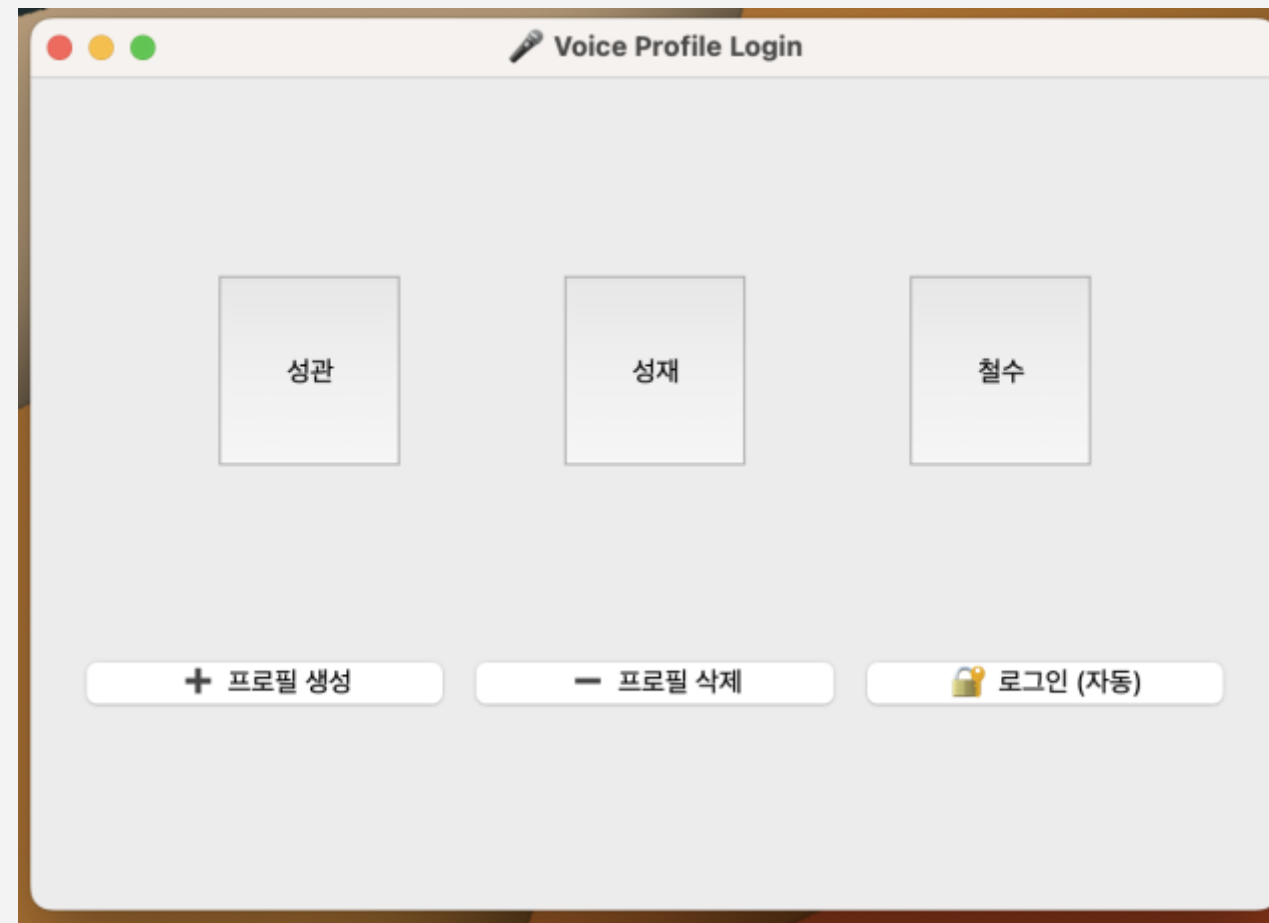 🎤 Voice Profile Login
성관
성재
철수
➕ 프로필 생성
➖ 프로필 삭제
🔐 로그인 (자동)